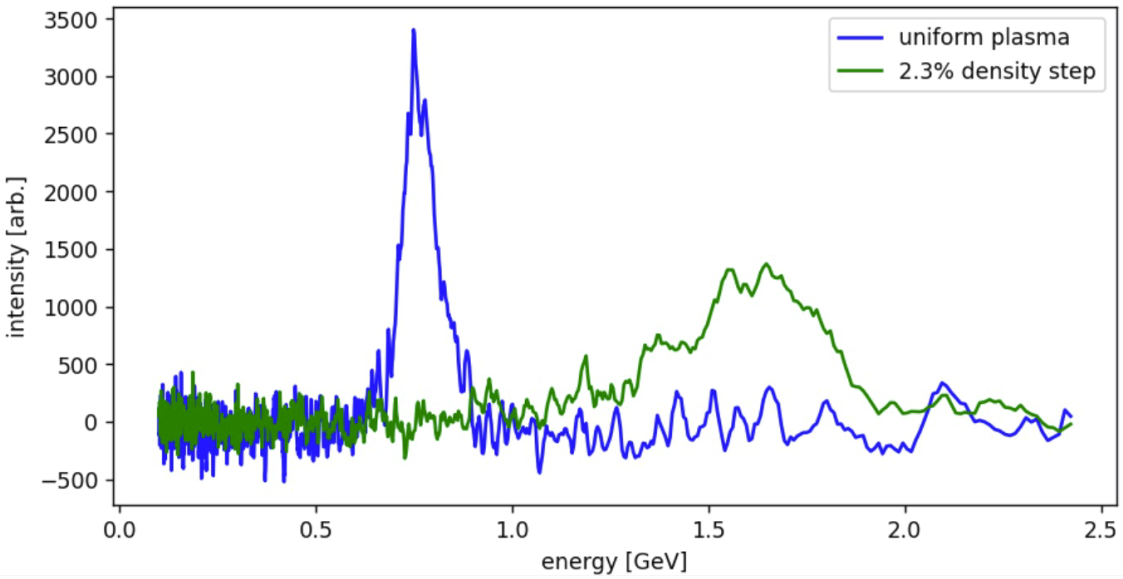 3500
3000
2500
2000
1500
1000
500
0
−500
intensity [arb.]
uniform plasma
2.3% density step
0.0 0.5 1.0 1.5 2.0 2.5
energy [GeV]